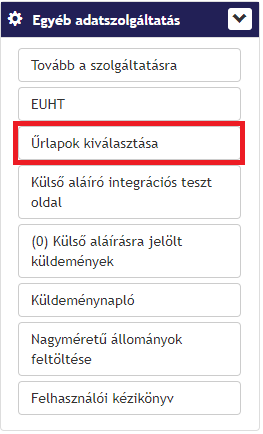 Egyéb adatszolgáltatás
Tovább a szolgáltatásra
EUHT
Űrlapok kiválasztása
Külső aláíró integrációs teszt
oldal
(0) Külső aláírásra jelölt
küldemények
Küldeménynapló
Nagyméretű állományok
feltöltése
Felhasználói kézikönyv